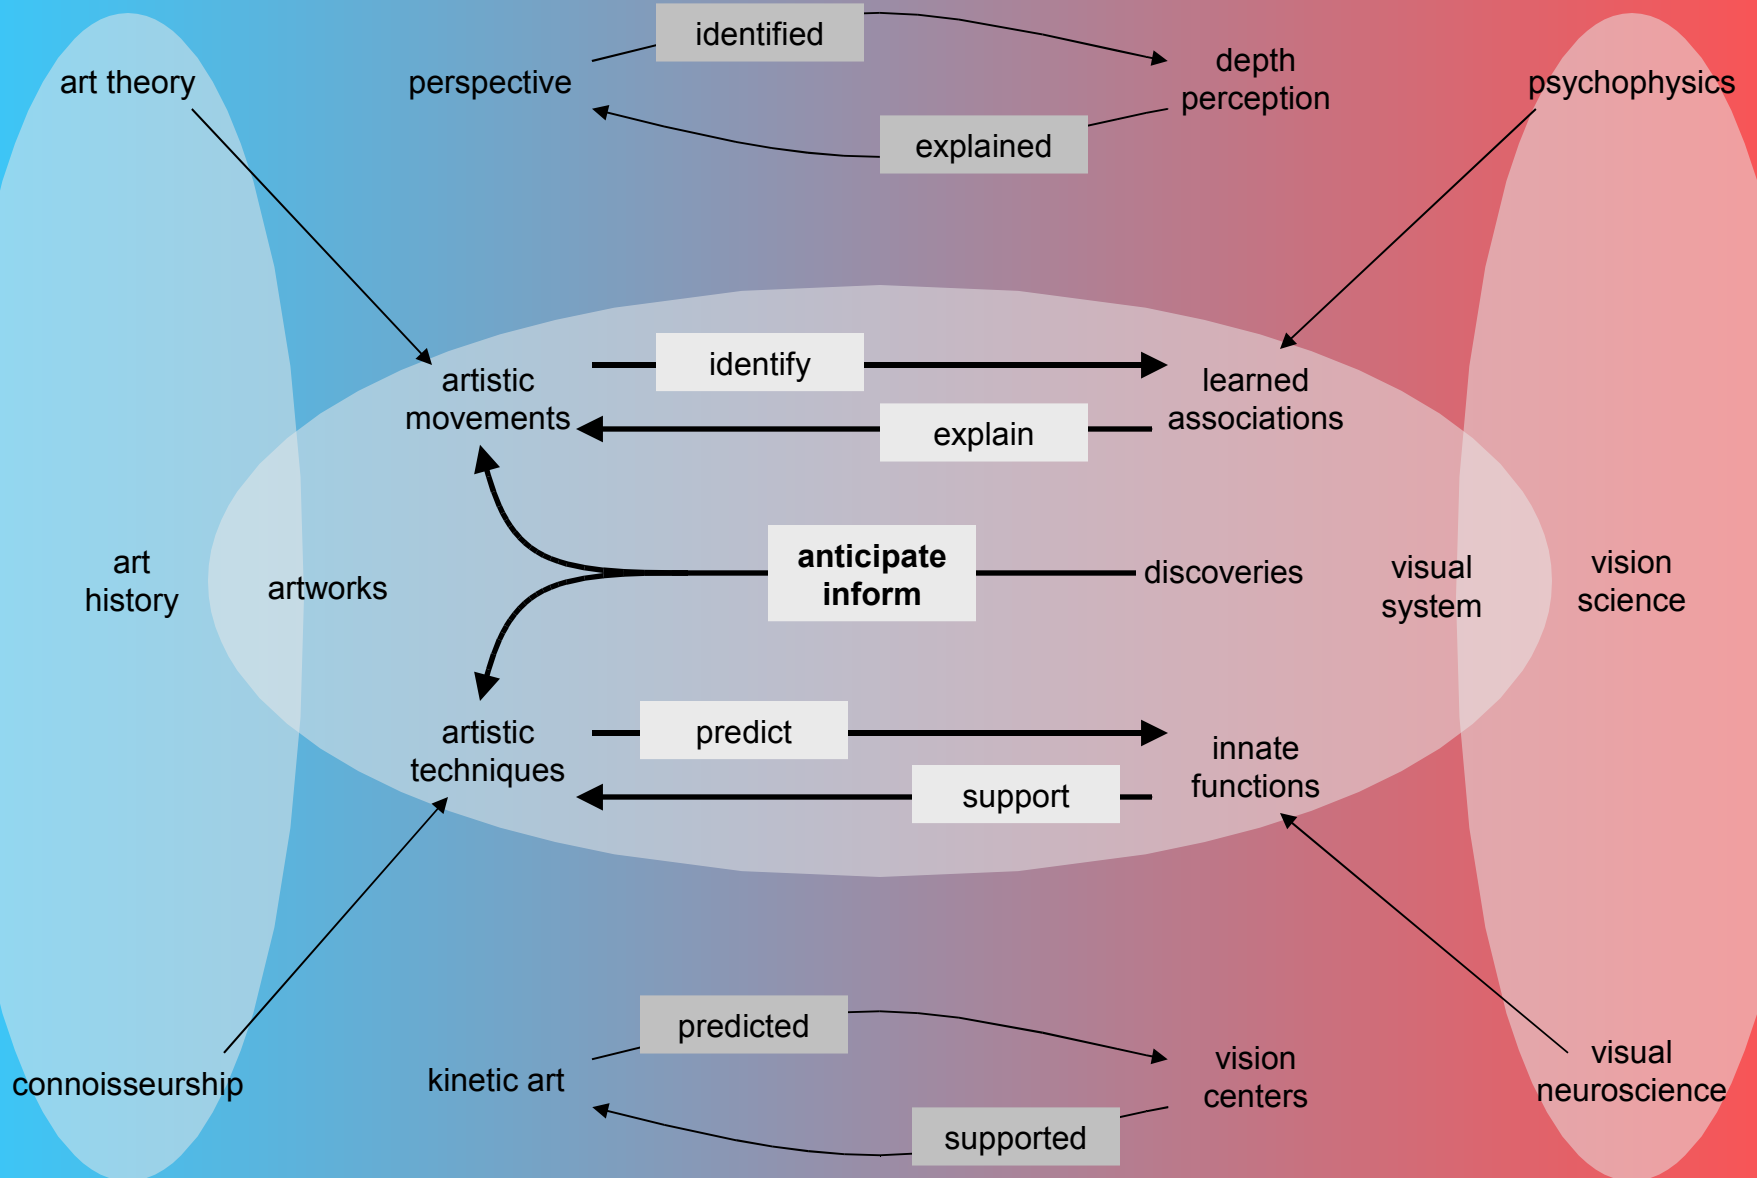 identified
art theory
perspective
depth
perception
psychophysics
explained
artistic
movements
identify
learned
associations
explain
art
history
artworks
anticipate
inform
discoveries
visual
system
vision
science
artistic
techniques
predict
innate
functions
support
predicted
connoisseurship
kinetic art
vision
centers
visual
neuroscience
supported